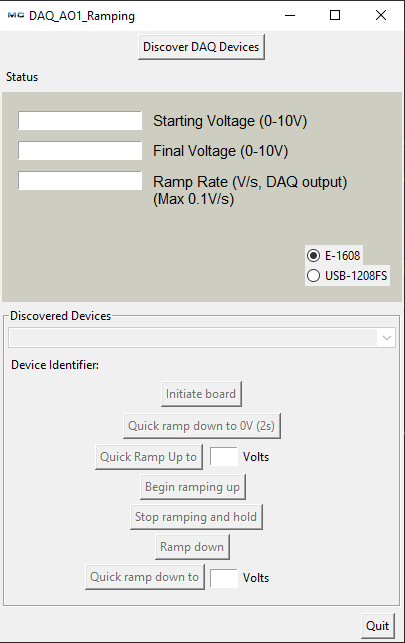 MC DAQ_AO1_Ramping
Discover DAQ Devices
Status
Starting Voltage (0-10V)
Final Voltage (0-10V)
Ramp Rate (V/s, DAQ output)
(Max 0.1V/s)
E-1608
USB-1208FS
Discovered Devices
Device Identifier:
Initiate board
Quick ramp down to 0V (2s)
Quick Ramp Up to Volts
Begin ramping up
Stop ramping and hold
Ramp down
Quick ramp down to Volts
Quit